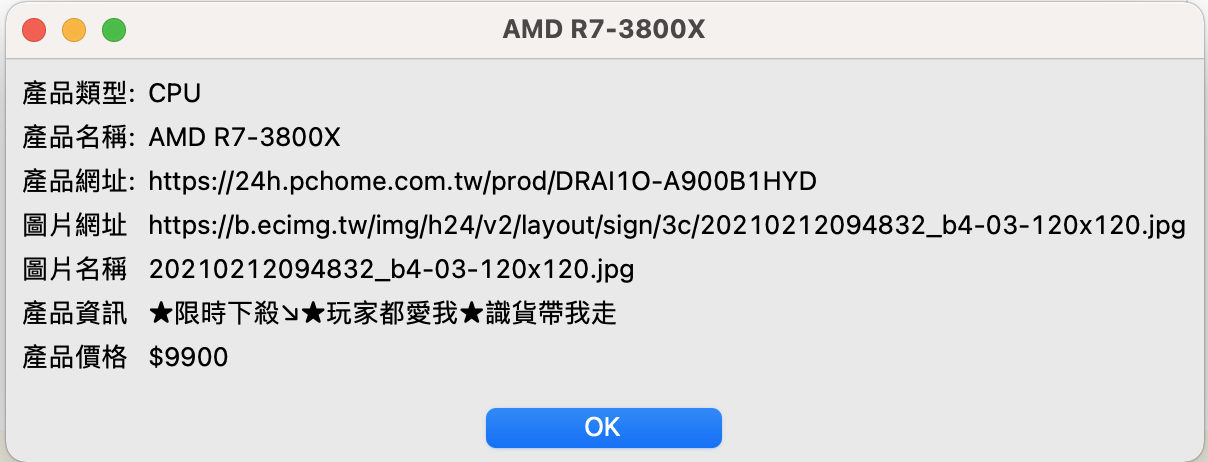 AMD R7-3800X
產品類型: CPU
產品名稱: AMD R7-3800X
產品網址: https://24h.pchome.com.tw/prod/DRAI1O-A900B1HYD
圖片網址 https://b.ecimg.tw/img/h24/v2/layout/sign/3c/20210212094832_b4-03-120x120.jpg
圖片名稱 20210212094832_b4-03-120x120.jpg
產品資訊 ★限時下殺↘★玩家都愛我★識貨帶我走
產品價格 $9900
OK